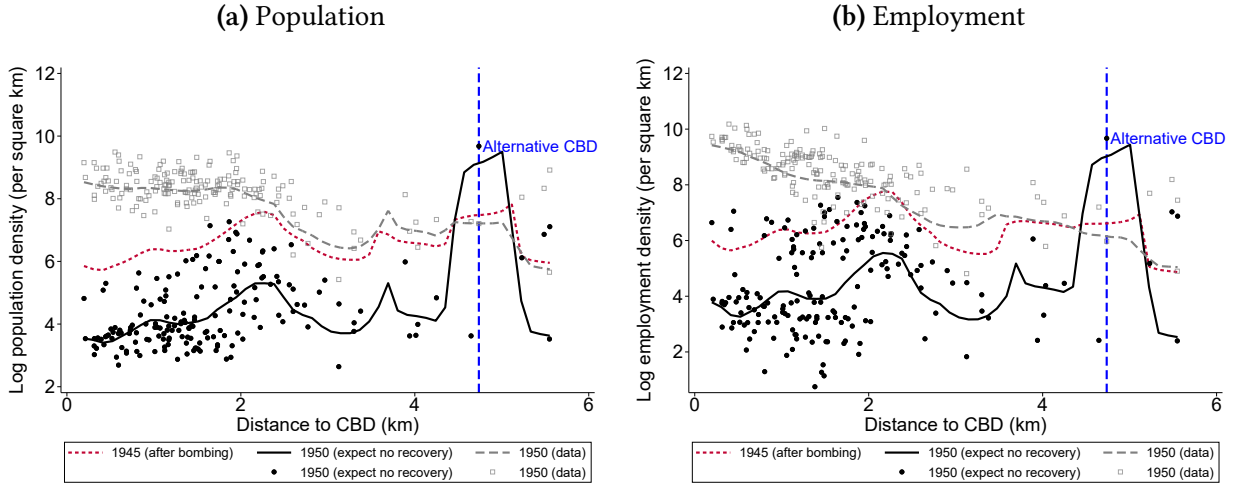 (a) Population
Log population density (per square km)
12
10
8
6
4
2
0
2
4
6
Alternative CBD
Distance to CBD (km)
1945 (after bombing)
1950 (expect no recovery)
1950 (data)
1950 (expect no recovery)
1950 (data)
(b) Employment
Log employment density (per square km)
12
10
8
6
4
2
0
2
4
6
Alternative CBD
Distance to CBD (km)
1945 (after bombing)
1950 (expect no recovery)
1950 (data)
1950 (expect no recovery)
1950 (data)